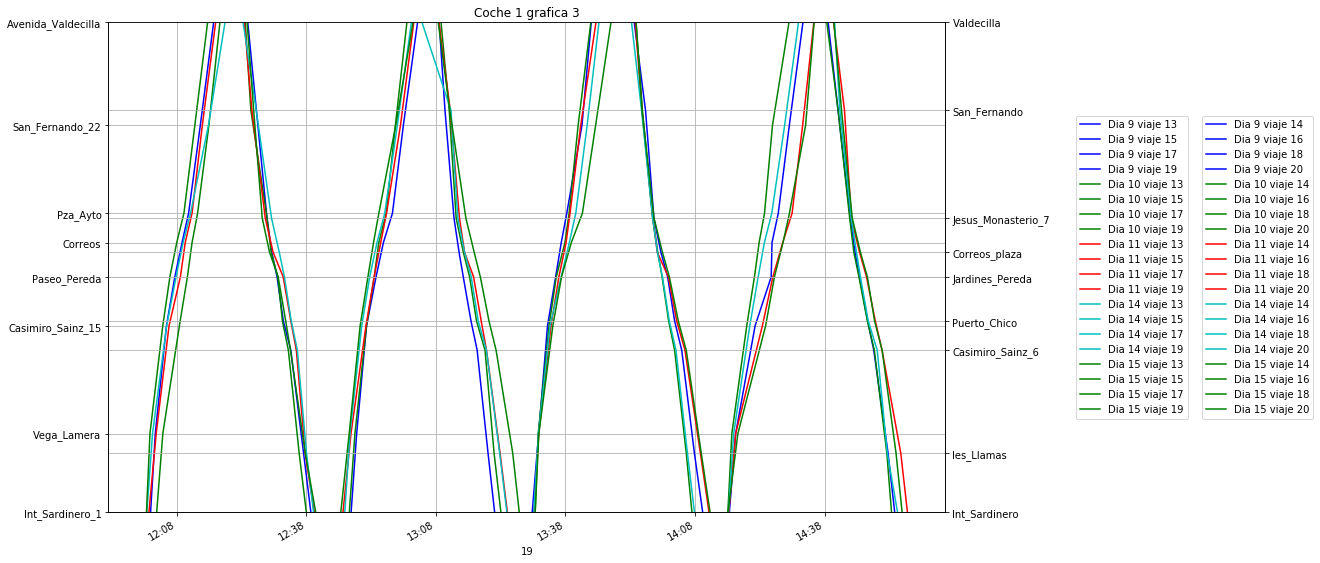 Coche 1 grafica 3
Avenida_Valdecilla
San_Fernando_22
Pza_Ayto
Correos
Paseo_Pereda
Casimiro_Sainz_15
Vega_Lamera
Int_Sardinero_1
Valdecilla
San_Fernando
Jesus_Monasterio_7
Correos_plaza
Jardines_Pereda
Puerto_Chico
Casimiro_Sainz_6
Ies_Llamas
Int_Sardinero
12:08
12:38
13:08
13:38
14:08
14:38
19
Dia 9 viaje 13
Dia 9 viaje 15
Dia 9 viaje 17
Dia 9 viaje 19
Dia 10 viaje 13
Dia 10 viaje 15
Dia 10 viaje 17
Dia 10 viaje 19
Dia 11 viaje 13
Dia 11 viaje 15
Dia 11 viaje 17
Dia 11 viaje 19
Dia 14 viaje 13
Dia 14 viaje 15
Dia 14 viaje 17
Dia 14 viaje 19
Dia 15 viaje 13
Dia 15 viaje 15
Dia 15 viaje 17
Dia 15 viaje 19
Dia 9 viaje 14
Dia 9 viaje 16
Dia 9 viaje 18
Dia 9 viaje 20
Dia 10 viaje 14
Dia 10 viaje 16
Dia 10 viaje 18
Dia 10 viaje 20
Dia 11 viaje 14
Dia 11 viaje 16
Dia 11 viaje 18
Dia 11 viaje 20
Dia 14 viaje 14
Dia 14 viaje 16
Dia 14 viaje 18
Dia 14 viaje 20
Dia 15 viaje 14
Dia 15 viaje 16
Dia 15 viaje 18
Dia 15 viaje 20